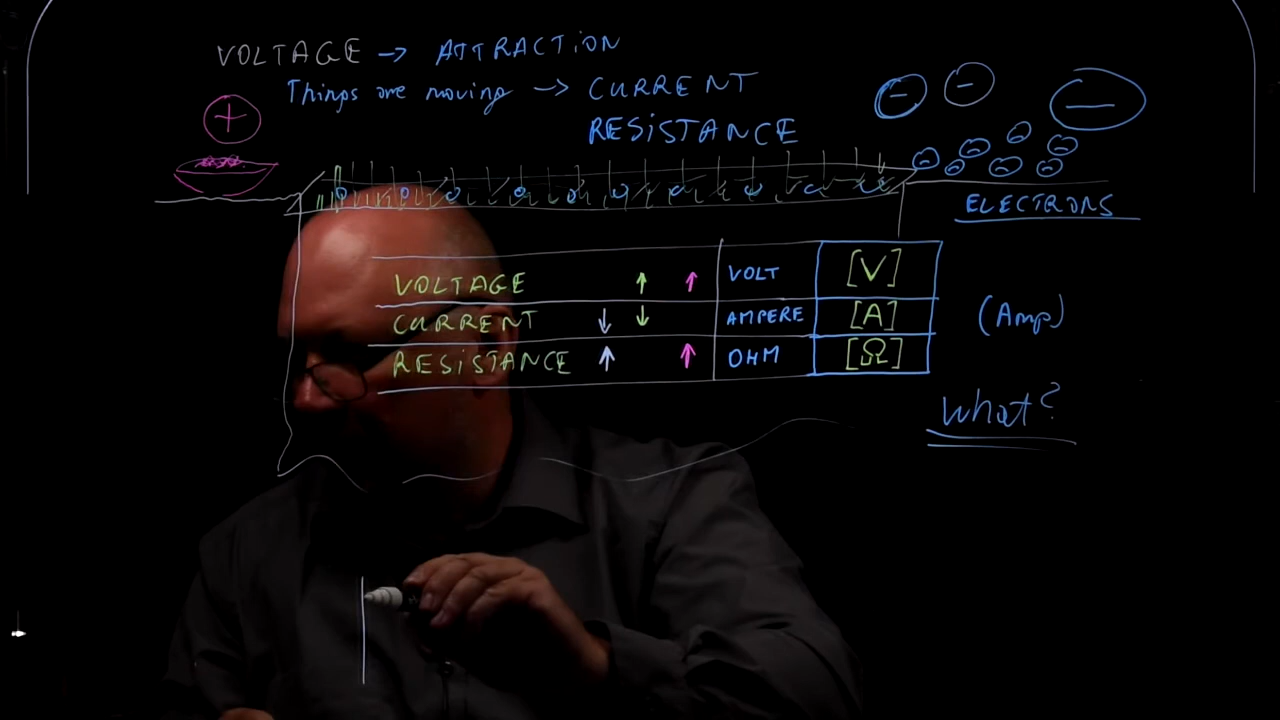 VOLTAGE → ATTRACTION
Things are moving → CURRENT
RESISTANCE
+
− − −
− − − − − − −
ELECTRONS
VOLTAGE ↑ ↑ VOLT [V]
CURRENT ↓ ↓ AMPERE [A] (Amp)
RESISTANCE ↑ ↑ OHM [Ω]
What?